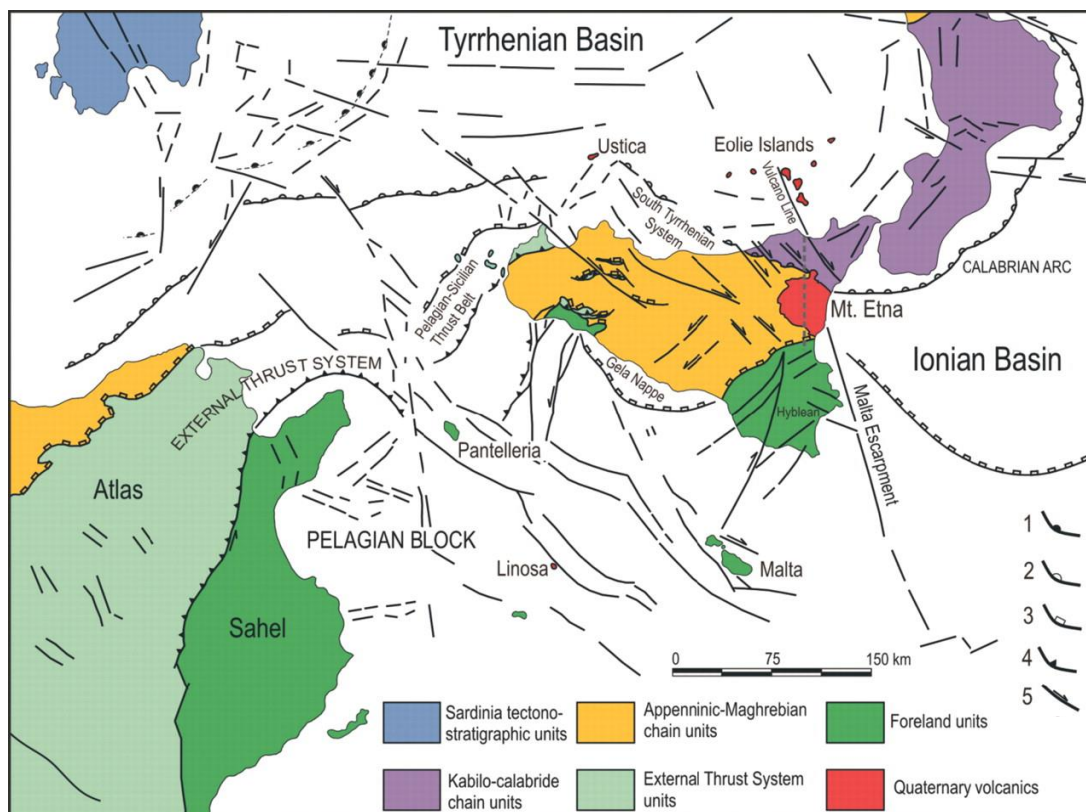 Tyrrhenian Basin
Ustica
Eolie Islands
Vulcano Line
South Tyrrhenian
System
CALABRIAN ARC
Pelagian-Sicilian
Thrust Belt
Mt. Etna
Ionian Basin
EXTERNAL THRUST SYSTEM
Gela Nappe
Hyblean
Malta Escarpment
Pantelleria
Atlas
PELAGIAN BLOCK
Linosa
Malta
Sahel
1
2
3
4
5
0 75 150 km
Sardinia tectono-
stratigraphic units
Appenninic-Maghrebian
chain units
Foreland units
Kabilo-calabride
chain units
External Thrust System
units
Quaternary volcanics